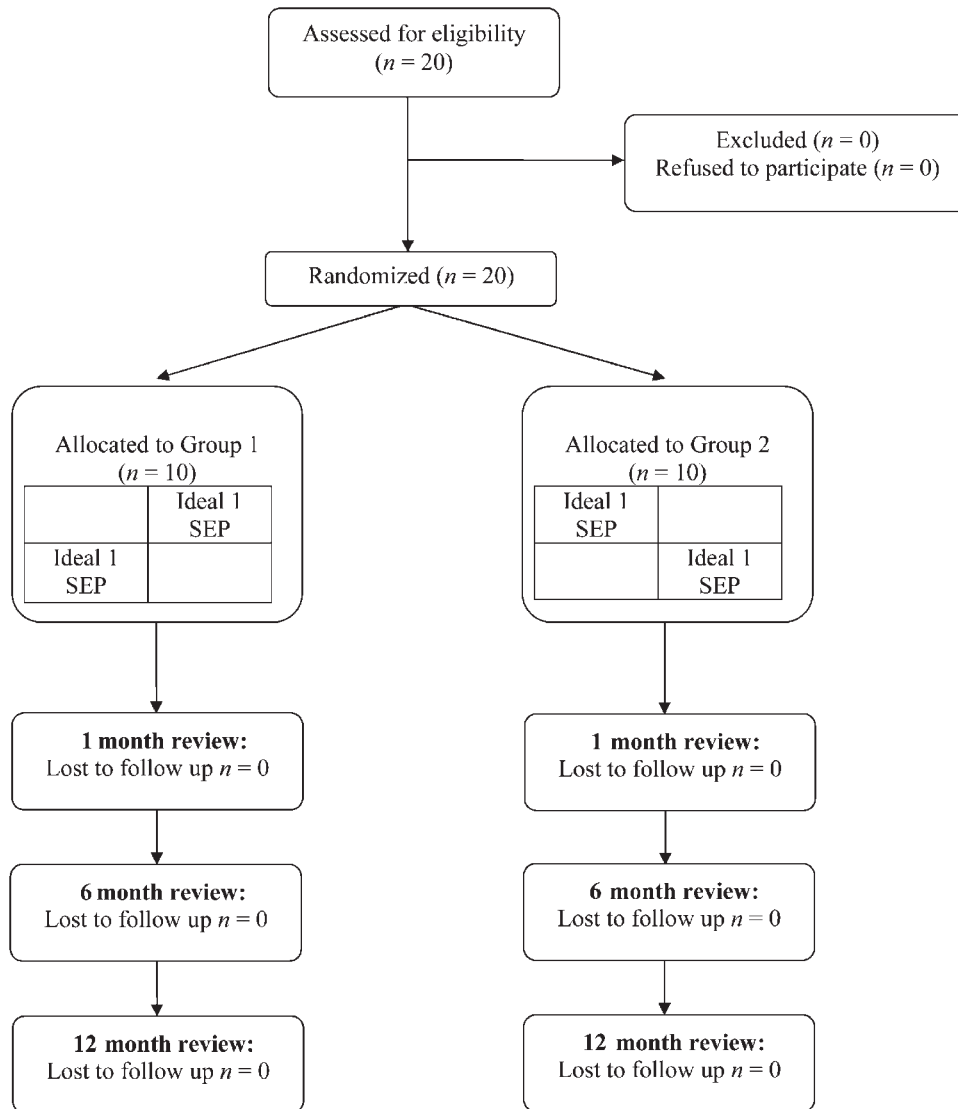 Assessed for eligibility
(n = 20)
Excluded (n = 0)
Refused to participate (n = 0)
Randomized (n = 20)
Allocated to Group 1
(n = 10)
Ideal 1
SEP
Ideal 1
SEP
Allocated to Group 2
(n = 10)
Ideal 1
SEP
Ideal 1
SEP
1 month review:
Lost to follow up n = 0
1 month review:
Lost to follow up n = 0
6 month review:
Lost to follow up n = 0
6 month review:
Lost to follow up n = 0
12 month review:
Lost to follow up n = 0
12 month review:
Lost to follow up n = 0